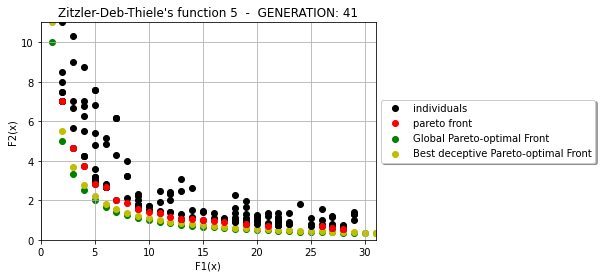 Zitzler-Deb-Thiele's function 5 - GENERATION: 41
10
8
6
4
2
0
F2(x)
0 5 10 15 20 25 30
F1(x)
individuals
pareto front
Global Pareto-optimal Front
Best deceptive Pareto-optimal Front